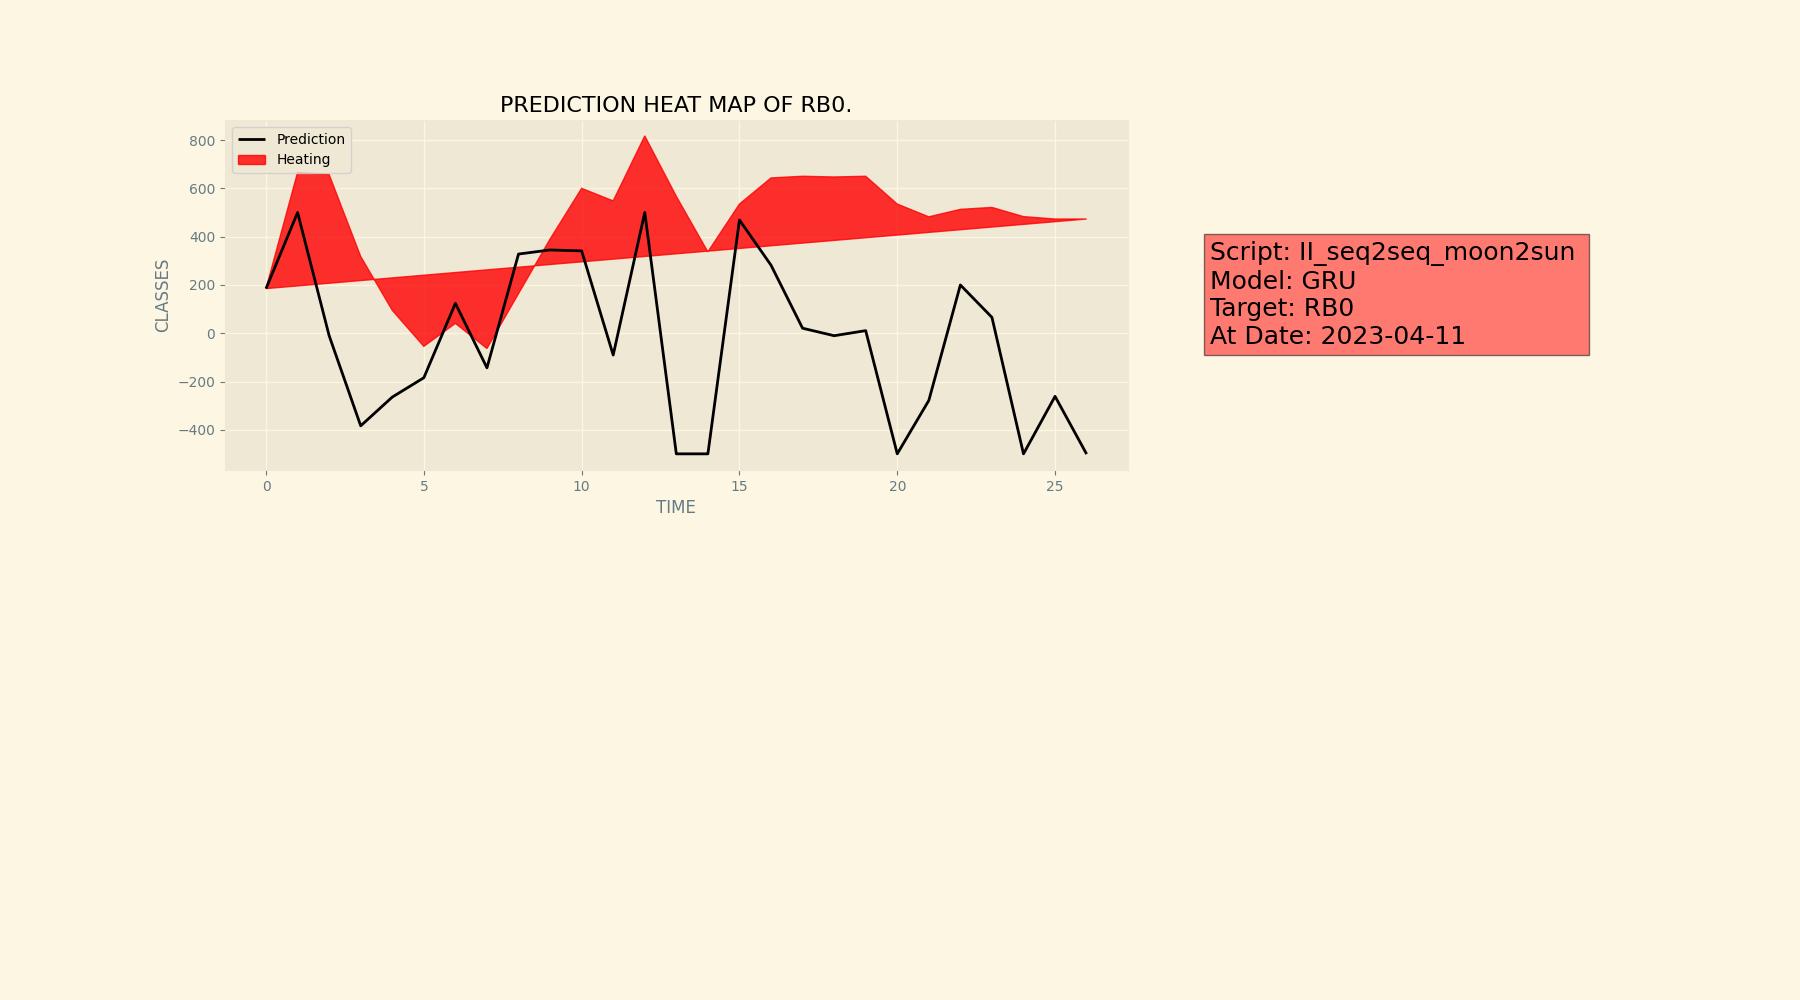 PREDICTION HEAT MAP OF RB0.
Prediction
Heating
800
600
400
200
0
−200
−400
CLASSES
0 5 10 15 20 25
TIME
Script: II_seq2seq_moon2sun
Model: GRU
Target: RB0
At Date: 2023-04-11